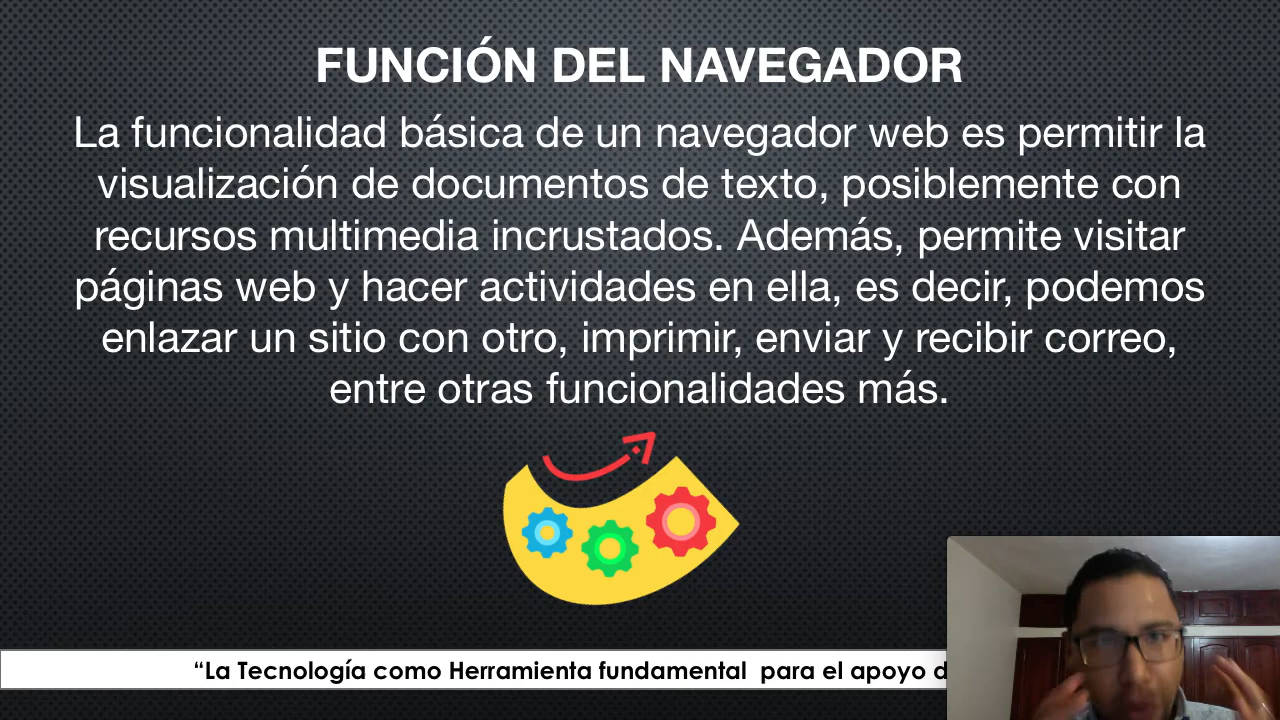 FUNCIÓN DEL NAVEGADOR
La funcionalidad básica de un navegador web es permitir la
visualización de documentos de texto, posiblemente con
recursos multimedia incrustados. Además, permite visitar
páginas web y hacer actividades en ella, es decir, podemos
enlazar un sitio con otro, imprimir, enviar y recibir correo,
entre otras funcionalidades más.
“La Tecnología como Herramienta fundamental para el apoyo